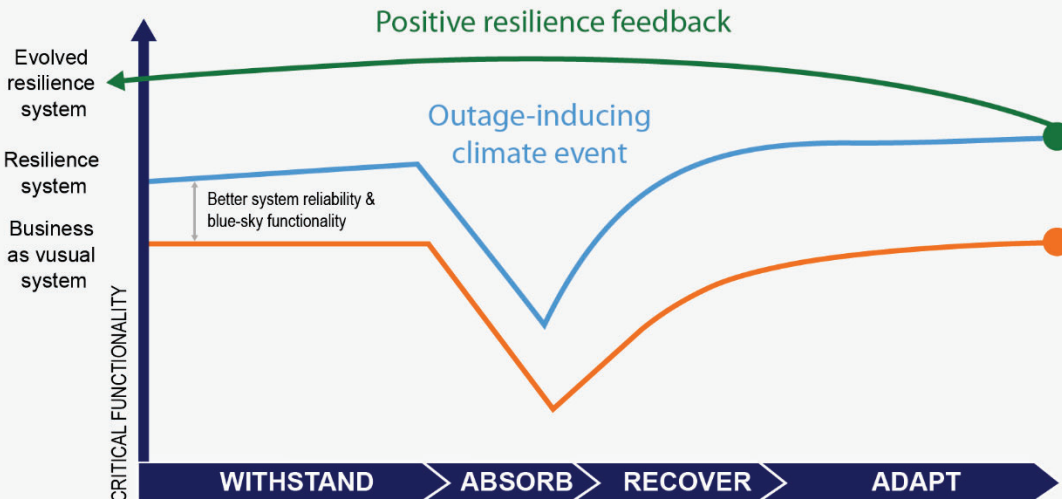 Positive resilience feedback
Evolved
resilience
system
Outage-inducing
climate event
Resilience
system
Better system reliability &
blue-sky functionality
Business
as vusual
system
CRITICAL FUNCTIONALITY
WITHSTAND
ABSORB
RECOVER
ADAPT